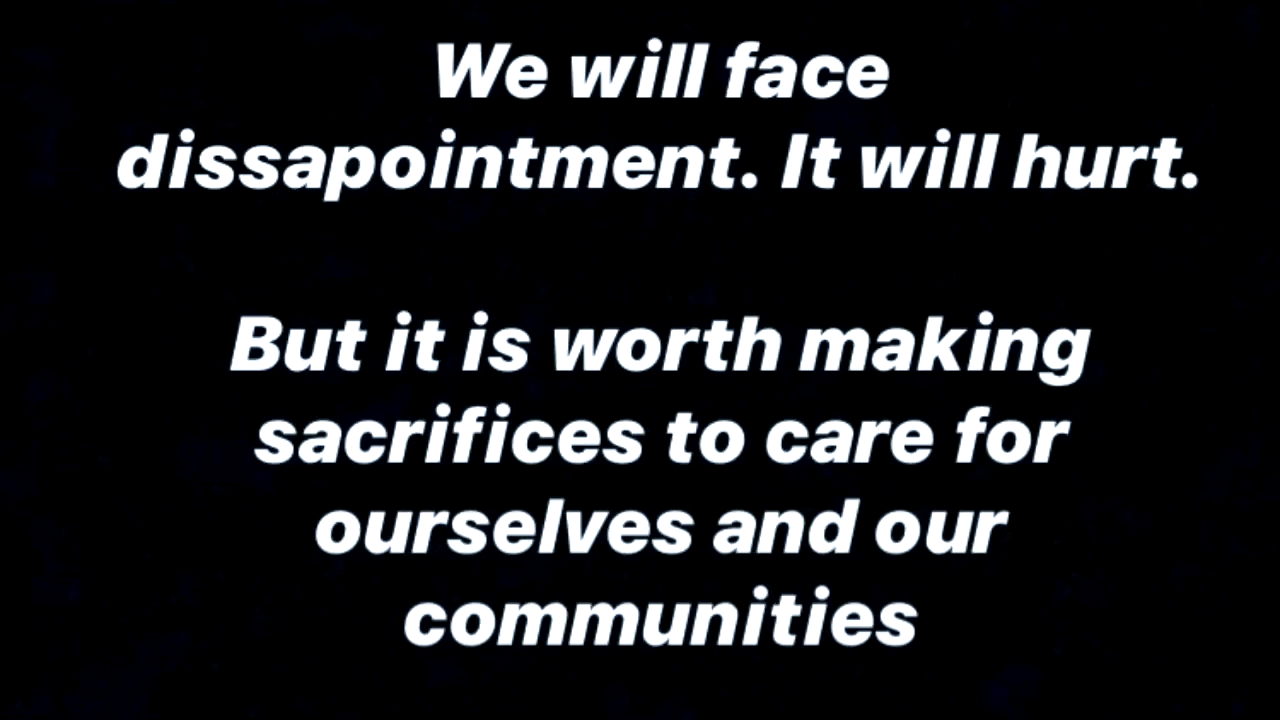 We will face
dissapointment. It will hurt.
But it is worth making
sacrifices to care for
ourselves and our
communities